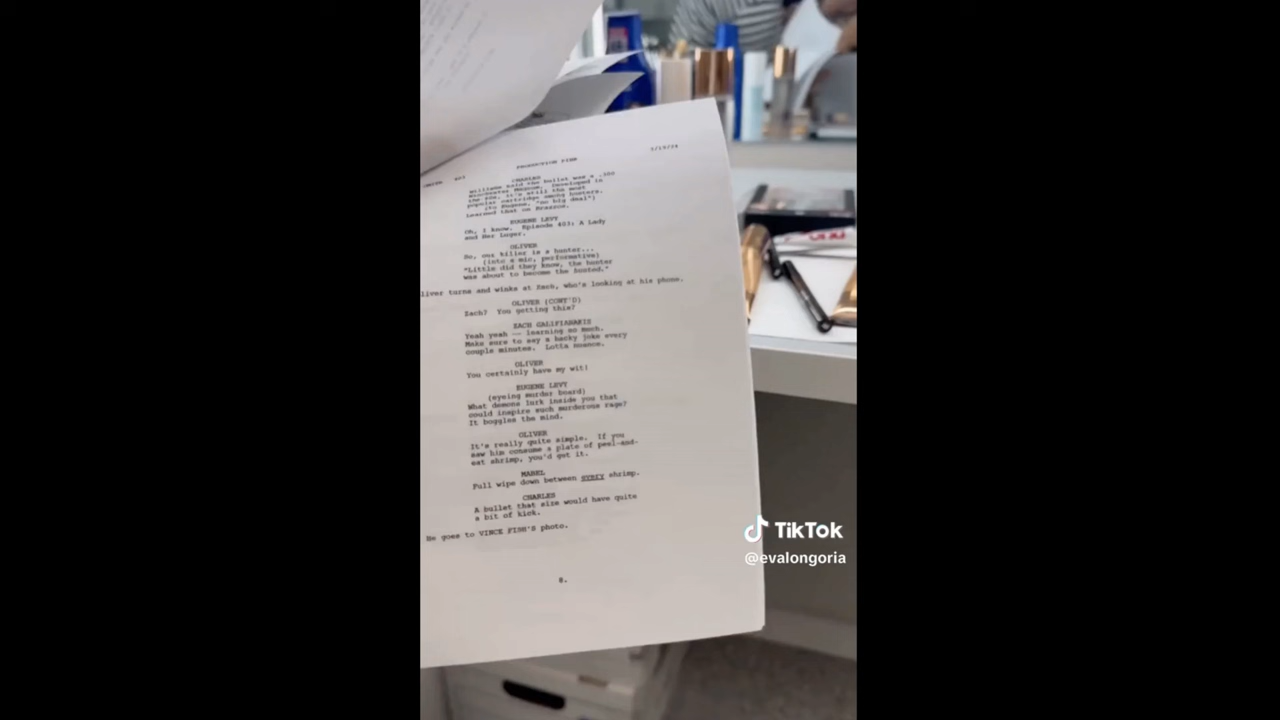 PRODUCTION DRAFT
CHARLES
Williams said the bullet was a .300
Winchester Magnum. Developed in
the 60s, it's still the most
popular cartridge among hunters.
(to Eugene, "no big deal")
Learned that on Brazzos.
EUGENE LEVY
Oh, I know. Episode 403: A Lady
and Her Luger.
OLIVER
So, our killer is a hunter...
(into a mic, performative)
"Little did they know, the hunter
was about to become the hunted."
liver turns and winks at Zach, who's looking at his phone.
OLIVER (CONT'D)
Zach? You getting this?
ZACH GALIFIANAKIS
Yeah yeah -- learning so much.
Make sure to say a hacky joke every
couple minutes. Lotta nuance.
OLIVER
You certainly have my wit!
EUGENE LEVY
(eyeing murder board)
What demons lurk inside you that
could inspire such murderous rage?
It boggles the mind.
OLIVER
It's really quite simple. If you
saw him consume a plate of peel-and-
eat shrimp, you'd get it.
MABEL
Full wipe down between EVERY shrimp.
CHARLES
A bullet that size would have quite
a bit of kick.
He goes to VINCE FISH'S photo.
8.
TikTok
@evalongoria